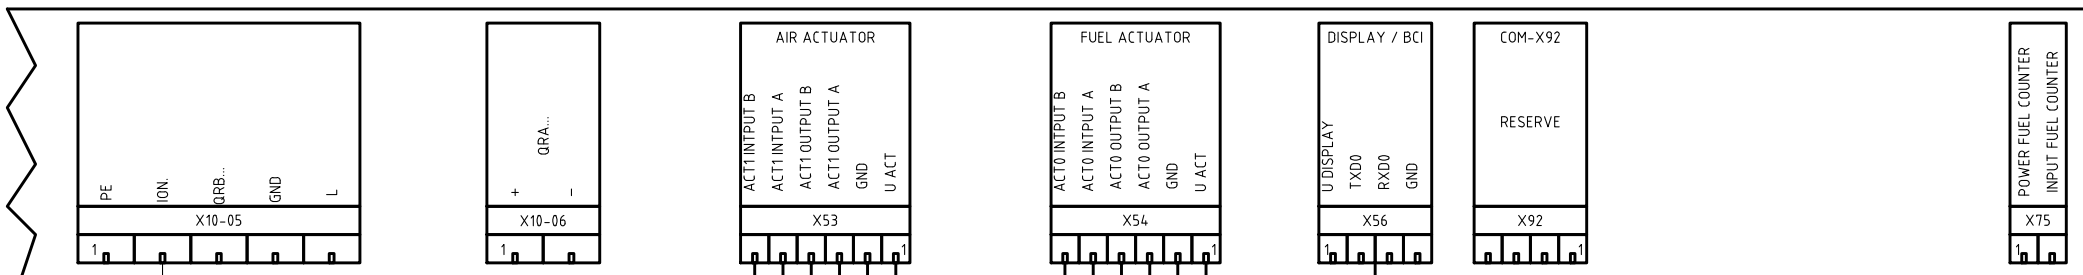 PE
ION.
QRB...
GND
L
X10-05
1
QRA...
+
-
X10-06
1
AIR ACTUATOR
ACT1 INTPUT B
ACT1 INTPUT A
ACT1 OUTPUT B
ACT1 OUTPUT A
GND
U ACT
X53
1
FUEL ACTUATOR
ACT0 INTPUT B
ACT0 INTPUT A
ACT0 OUTPUT B
ACT0 OUTPUT A
GND
U ACT
X54
1
DISPLAY / BCI
U DISPLAY
TXD0
RXD0
GND
X56
1
COM-X92
RESERVE
X92
1
POWER FUEL COUNTER
INPUT FUEL COUNTER
X75
1